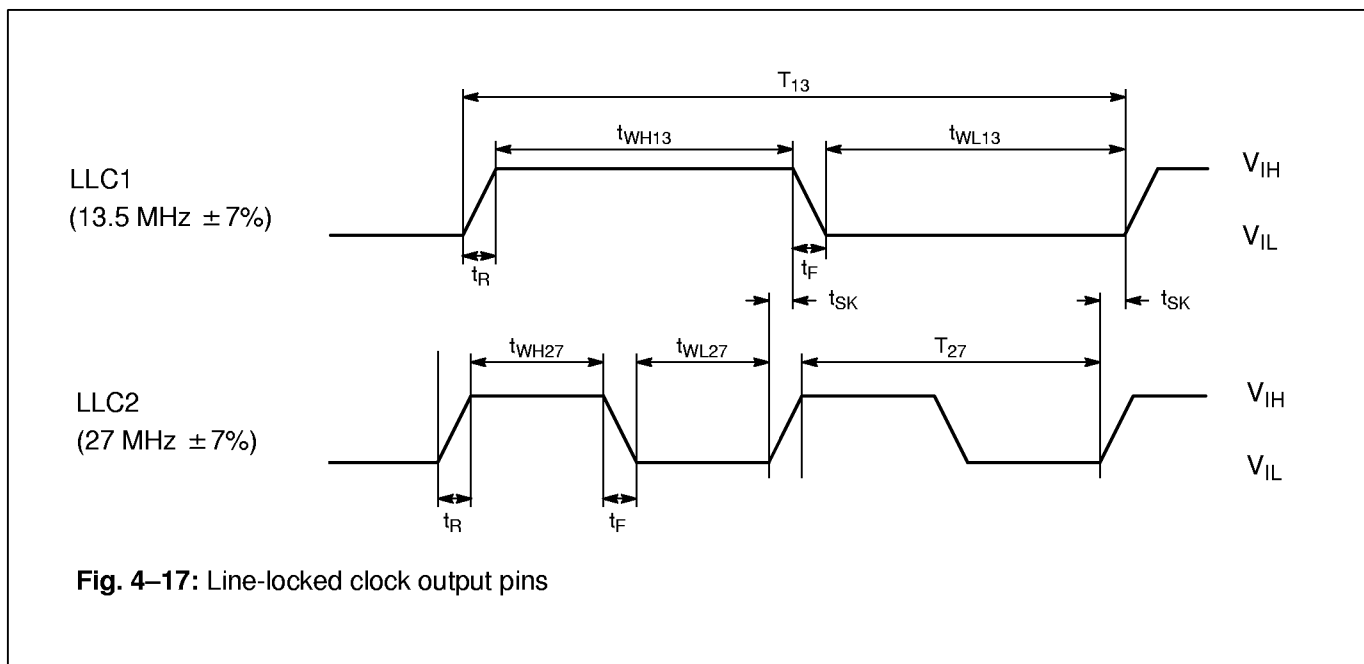 T13
tWH13
tWL13
LLC1
(13.5 MHz ±7%)
VIH
VIL
tR
tF
tSK
tSK
tWH27
tWL27
T27
LLC2
(27 MHz ±7%)
VIH
VIL
tR
tF
Fig. 4–17: Line-locked clock output pins